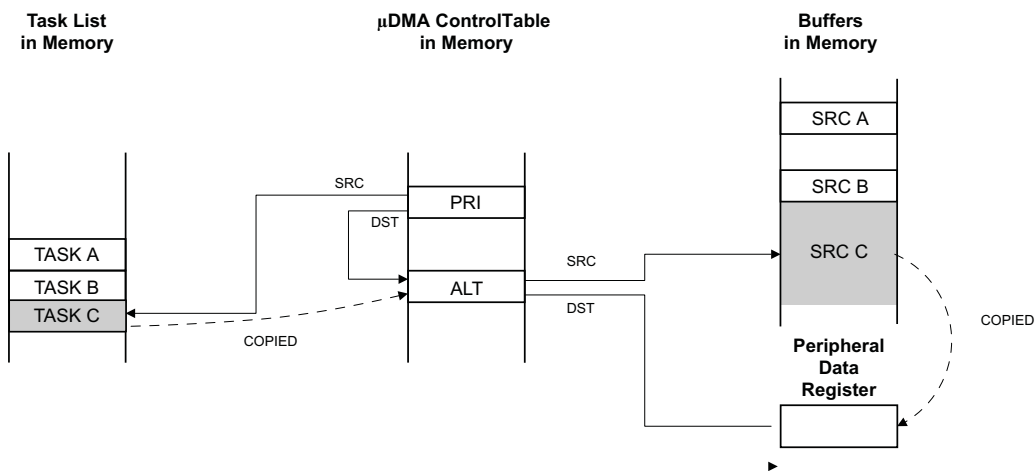 Task List
in Memory
µDMA ControlTable
in Memory
Buffers
in Memory
SRC A
SRC
PRI
SRC B
DST
TASK A
SRC C
SRC
TASK B
ALT
TASK C
DST
COPIED
COPIED
Peripheral
Data
Register